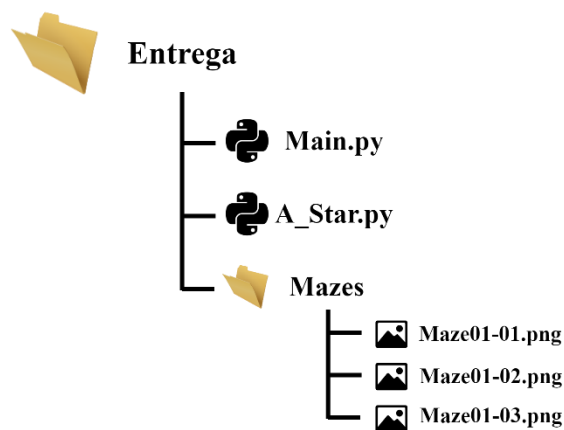 Entrega
Main.py
A_Star.py
Mazes
Maze01-01.png
Maze01-02.png
Maze01-03.png